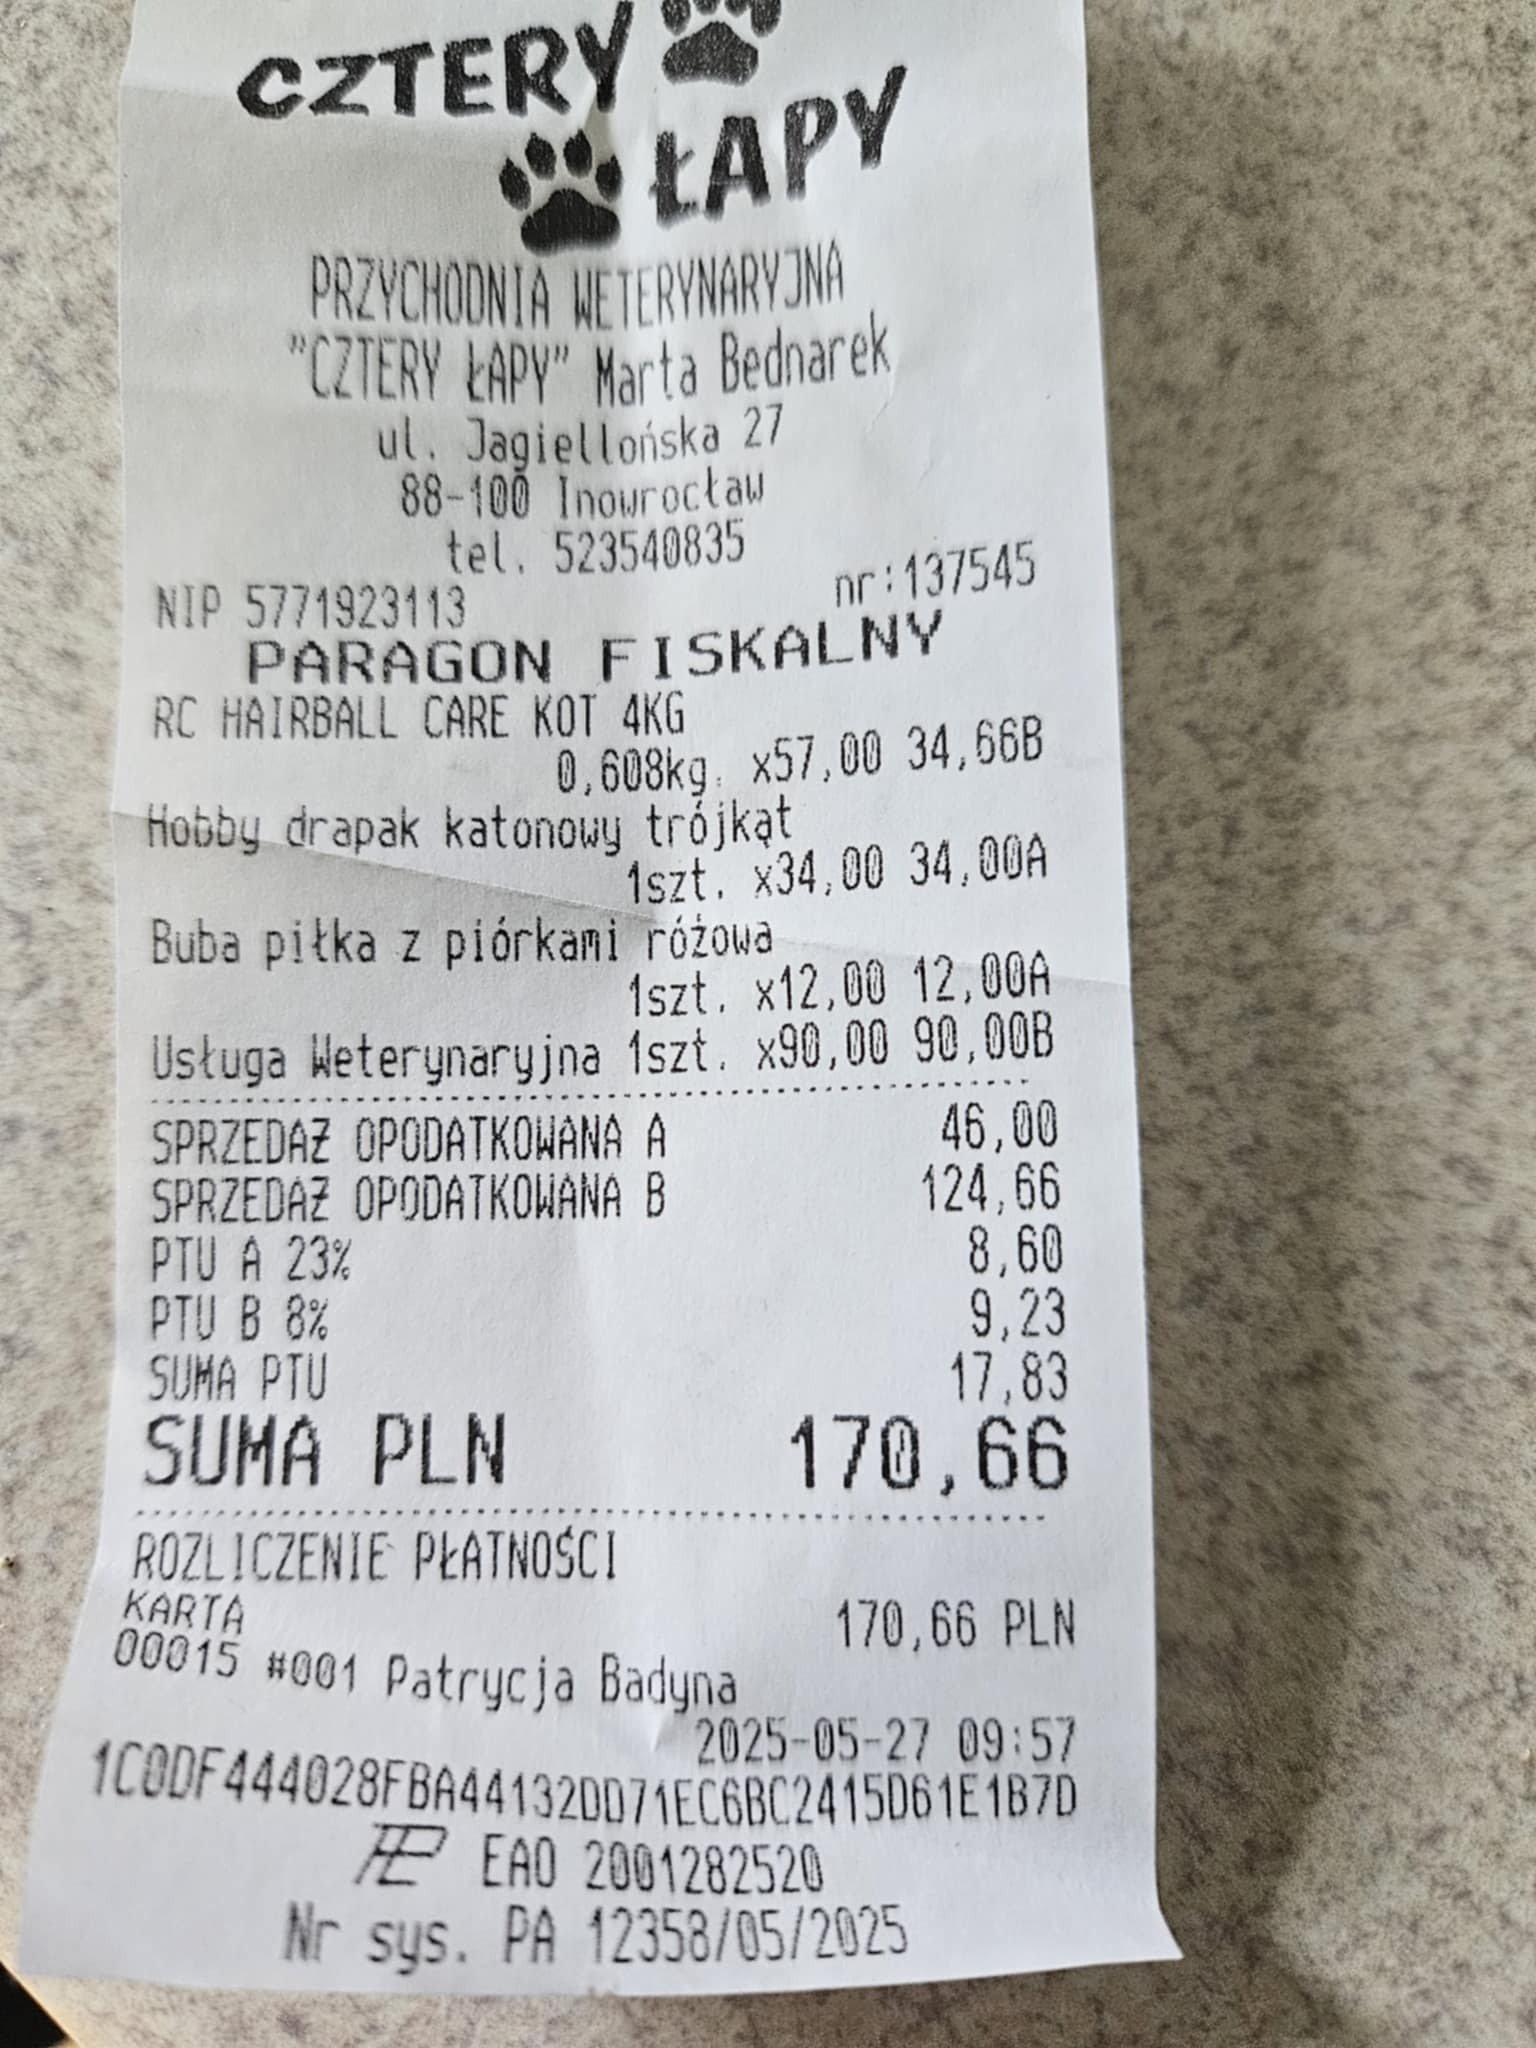 CZTERY
ŁAPY
PRZYCHODNIA WETERYNARYJNA
"CZTERY ŁAPY" Marta Bednarek
ul. Jagiellońska 27
88-100 Inowrocław
tel. 523540835
NIP 5771923113 nr:137545
PARAGON FISKALNY
RC HAIRBALL CARE KOT 4KG
0,608kg. x57,00 34,66B
Hobby drapak katonowy trójkąt
1szt. x34,00 34,00A
Buba piłka z piórkami różowa
1szt. x12,00 12,00A
Usługa Weterynaryjna 1szt. x90,00 90,00B
SPRZEDAŻ OPODATKOWANA A 46,00
SPRZEDAŻ OPODATKOWANA B 124,66
PTU A 23% 8,60
PTU B 8% 9,23
SUMA PTU 17,83
SUMA PLN 170,66
ROZLICZENIE PŁATNOŚCI
KARTA 170,66 PLN
00015 #001 Patrycja Badyna
2025-05-27 09:57
1C0DF444028FBA44132DD71EC6BC2415D61E1B7D
EAO 2001282520
Nr sys. PA 12358/05/2025